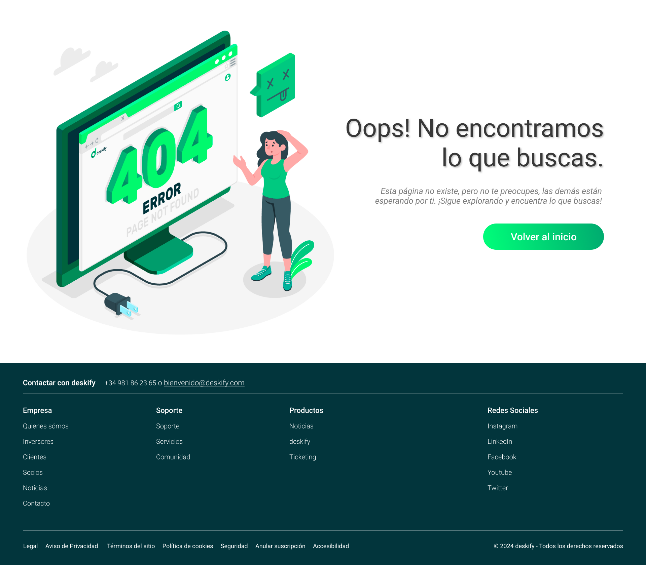 404
ERROR
PAGE NOT FOUND
Oops! No encontramos
lo que buscas.
Esta página no existe, pero no te preocupes, las demás están
esperando por ti. ¡Sigue explorando y encuentra lo que buscas!
Volver al inicio
Contactar con deskify +34 981 86 23 65 o bienvenido@deskify.com
Empresa Soporte Productos Redes Sociales
Quienes somos Soporte Noticias Instagram
Inversores Servicios deskify LinkedIn
Clientes Comunidad Ticketing Facebook
Socios Youtube
Noticias Twitter
Contacto
Legal Aviso de Privacidad Términos del sitio Política de cookies Seguridad Anular suscripción Accesibilidad © 2024 deskify - Todos los derechos reservados